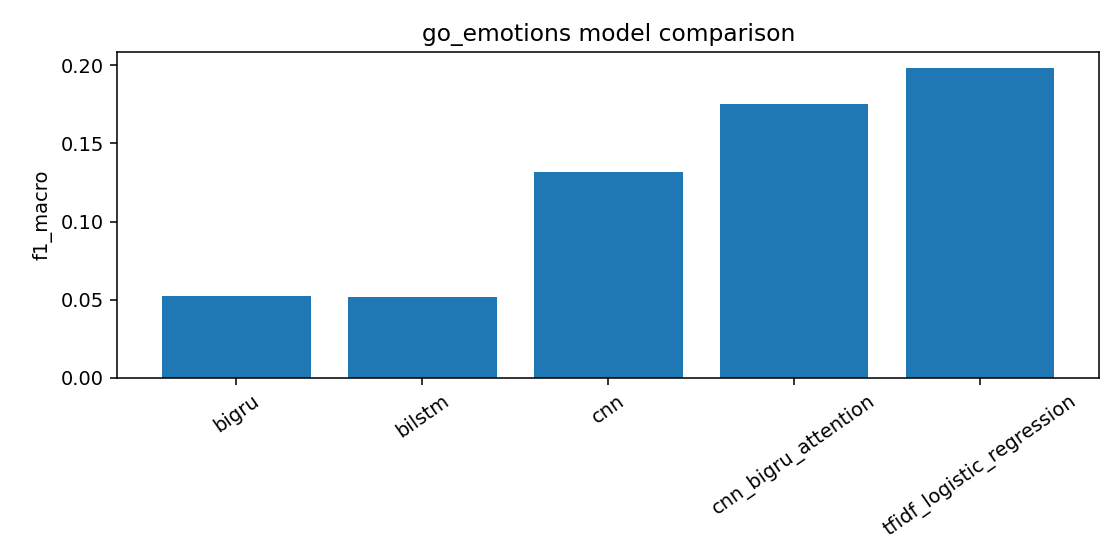 go_emotions model comparison
f1_macro
0.20
0.15
0.10
0.05
0.00
bigru
bilstm
cnn
cnn_bigru_attention
tfidf_logistic_regression